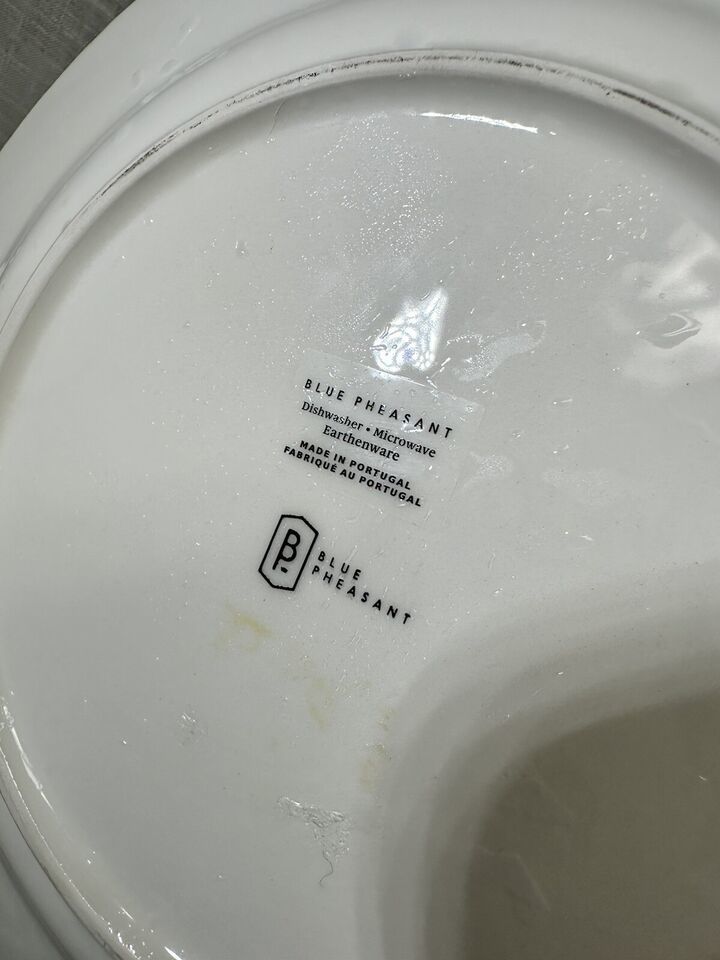 BLUE PHEASANT
Dishwasher • Microwave
Earthenware
MADE IN PORTUGAL
FABRIQUÉ AU PORTUGAL
BP
BLUE
PHEASANT